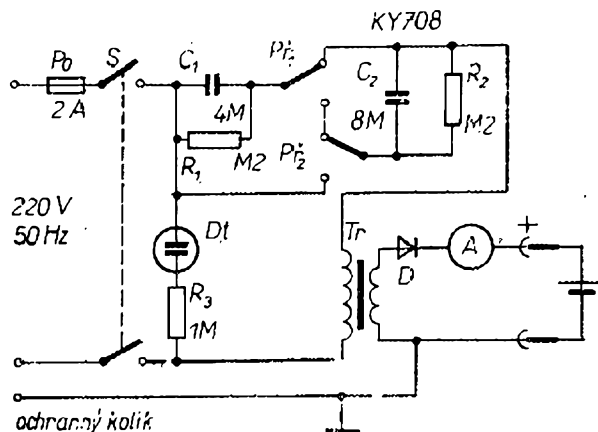 KY708
Po
S
C1
Př1
C2
R2
2 A
4M
8M
M2
R1
M2
Př2
220 V
50 Hz
Dt
Tr
A
+
D
R3
1M
ochranný kolík